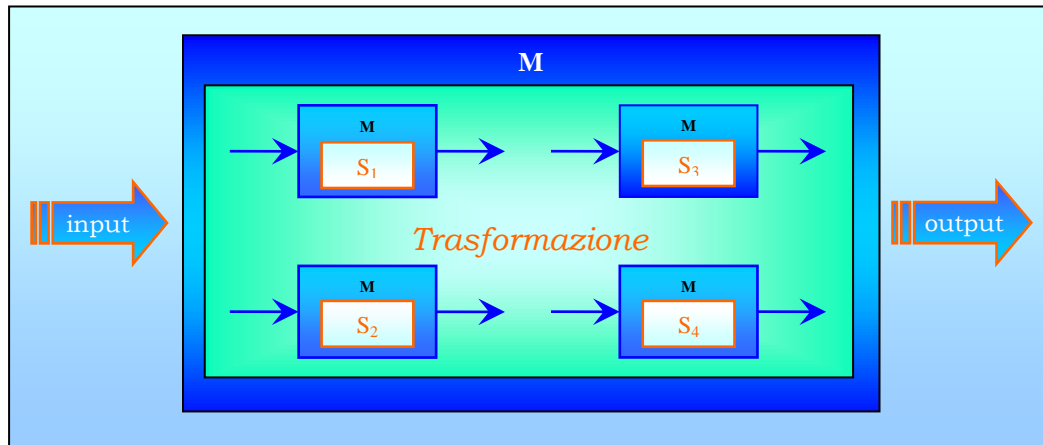 M
M
S₁
M
S₃
input
output
Trasformazione
M
S₂
M
S₄